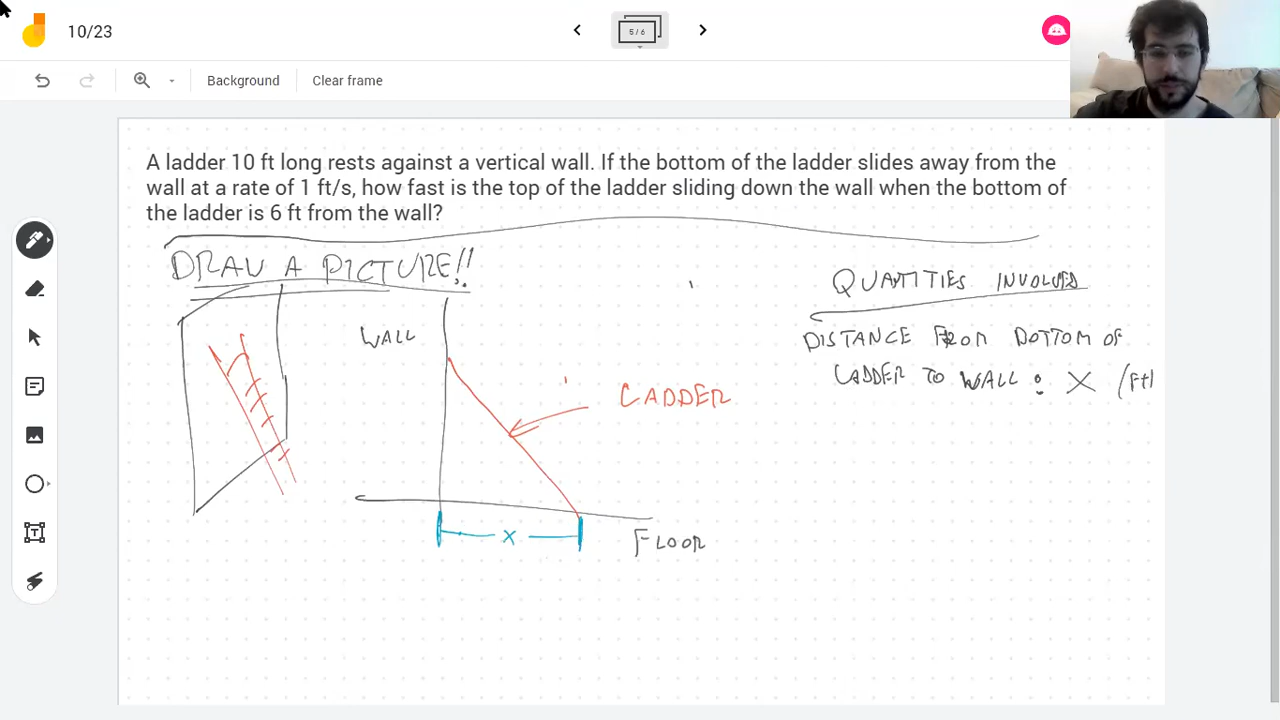 10/23
5 / 6
Background
Clear frame
A ladder 10 ft long rests against a vertical wall. If the bottom of the ladder slides away from the
wall at a rate of 1 ft/s, how fast is the top of the ladder sliding down the wall when the bottom of
the ladder is 6 ft from the wall?
DRAW A PICTURE!!
WALL
LADDER
x
FLOOR
QUANTITIES INVOLVED
DISTANCE FROM BOTTOM OF
LADDER TO WALL : X (Ft)